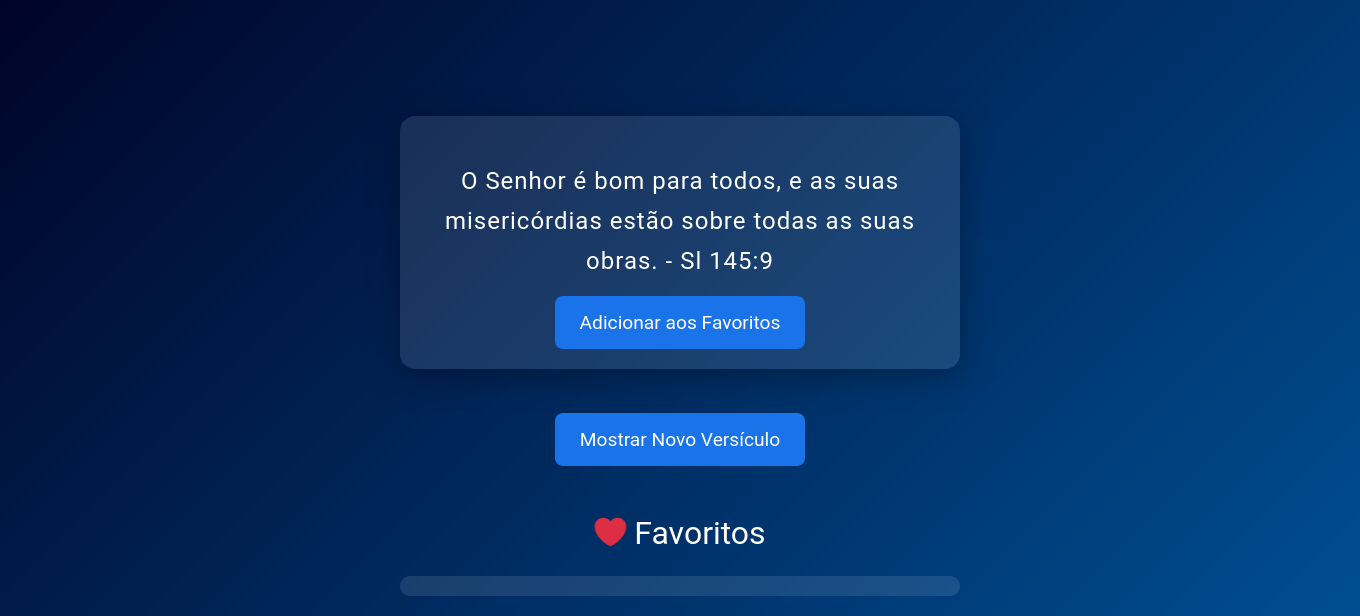 O Senhor é bom para todos, e as suas
misericórdias estão sobre todas as suas
obras. - Sl 145:9
Adicionar aos Favoritos
Mostrar Novo Versículo
❤️ Favoritos